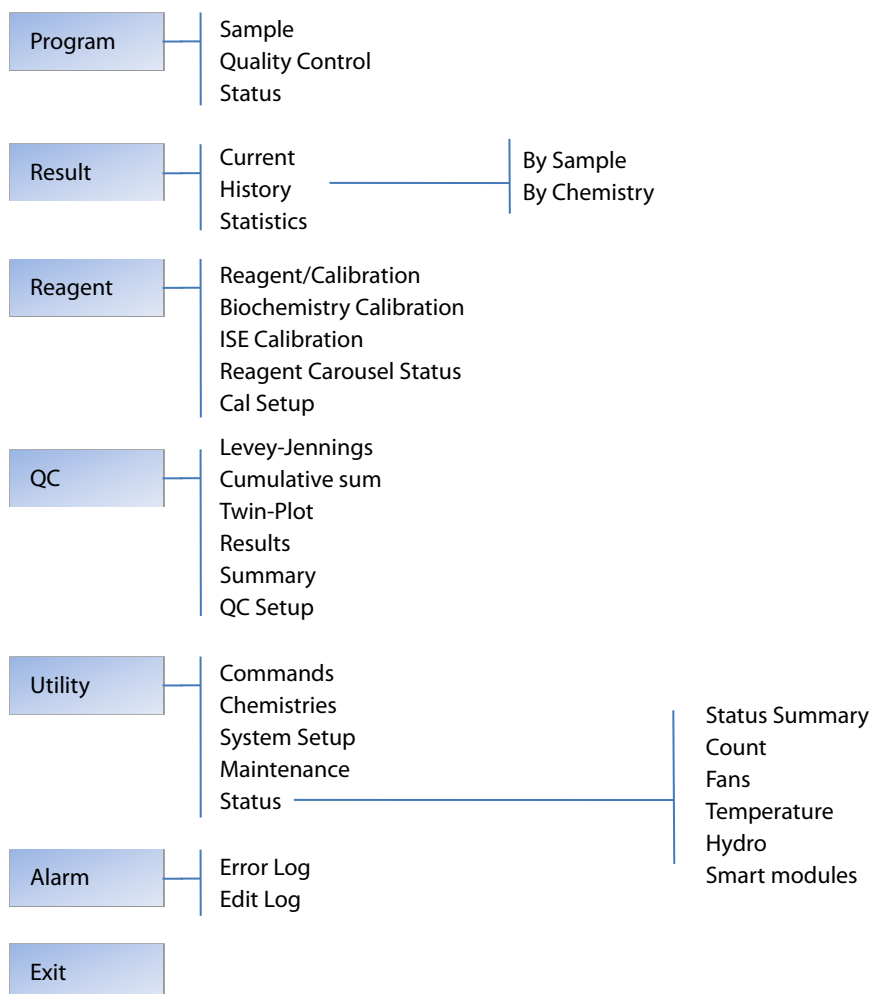 Program
Sample
Quality Control
Status
Result
Current
History
Statistics
By Sample
By Chemistry
Reagent
Reagent/Calibration
Biochemistry Calibration
ISE Calibration
Reagent Carousel Status
Cal Setup
QC
Levey-Jennings
Cumulative sum
Twin-Plot
Results
Summary
QC Setup
Utility
Commands
Chemistries
System Setup
Maintenance
Status
Status Summary
Count
Fans
Temperature
Hydro
Smart modules
Alarm
Error Log
Edit Log
Exit